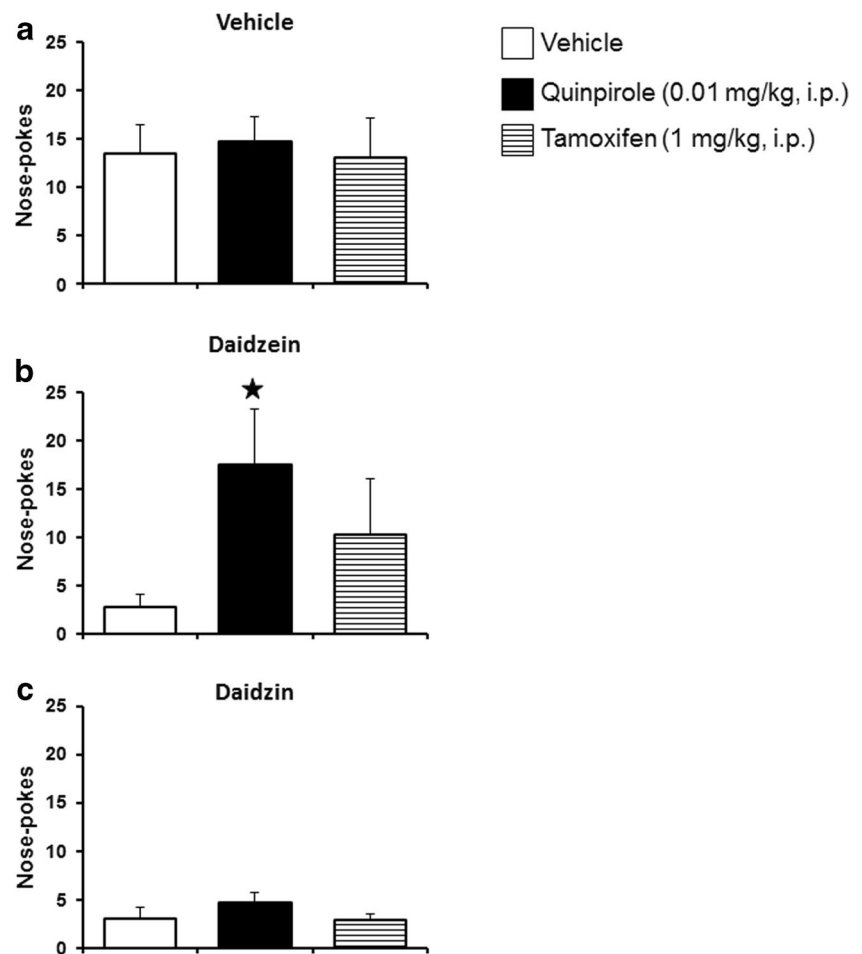 a
Vehicle
25
20
15
10
5
0
Nose-pokes
Vehicle
Quinpirole (0.01 mg/kg, i.p.)
Tamoxifen (1 mg/kg, i.p.)
b
Daidzein
25
20
15
10
5
0
Nose-pokes
c
Daidzin
25
20
15
10
5
0
Nose-pokes